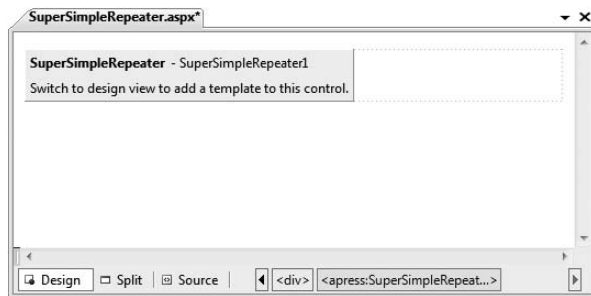 SuperSimpleRepeater.aspx*
SuperSimpleRepeater - SuperSimpleRepeater1
Switch to design view to add a template to this control.
Design Split Source <div> <apress:SuperSimpleRepeat...>